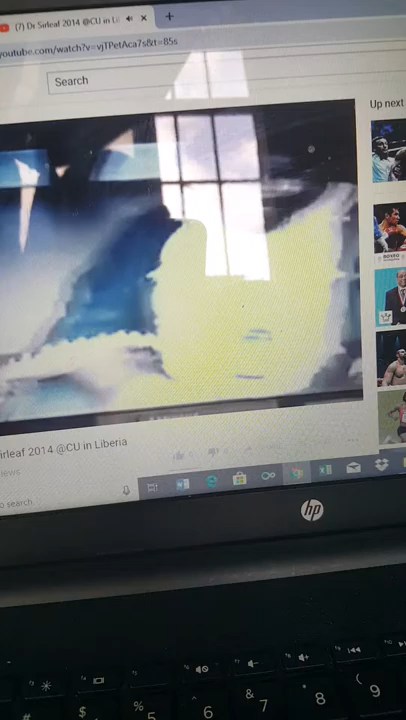 (7) Dr Sirleaf 2014 @CU in Li
youtube.com/watch?v=vjTPetAca7s&t=85s
Search
Up next
irleaf 2014 @CU in Liberia
iews
o search
hp
$ % ^ & * (
5 6 7 8 9